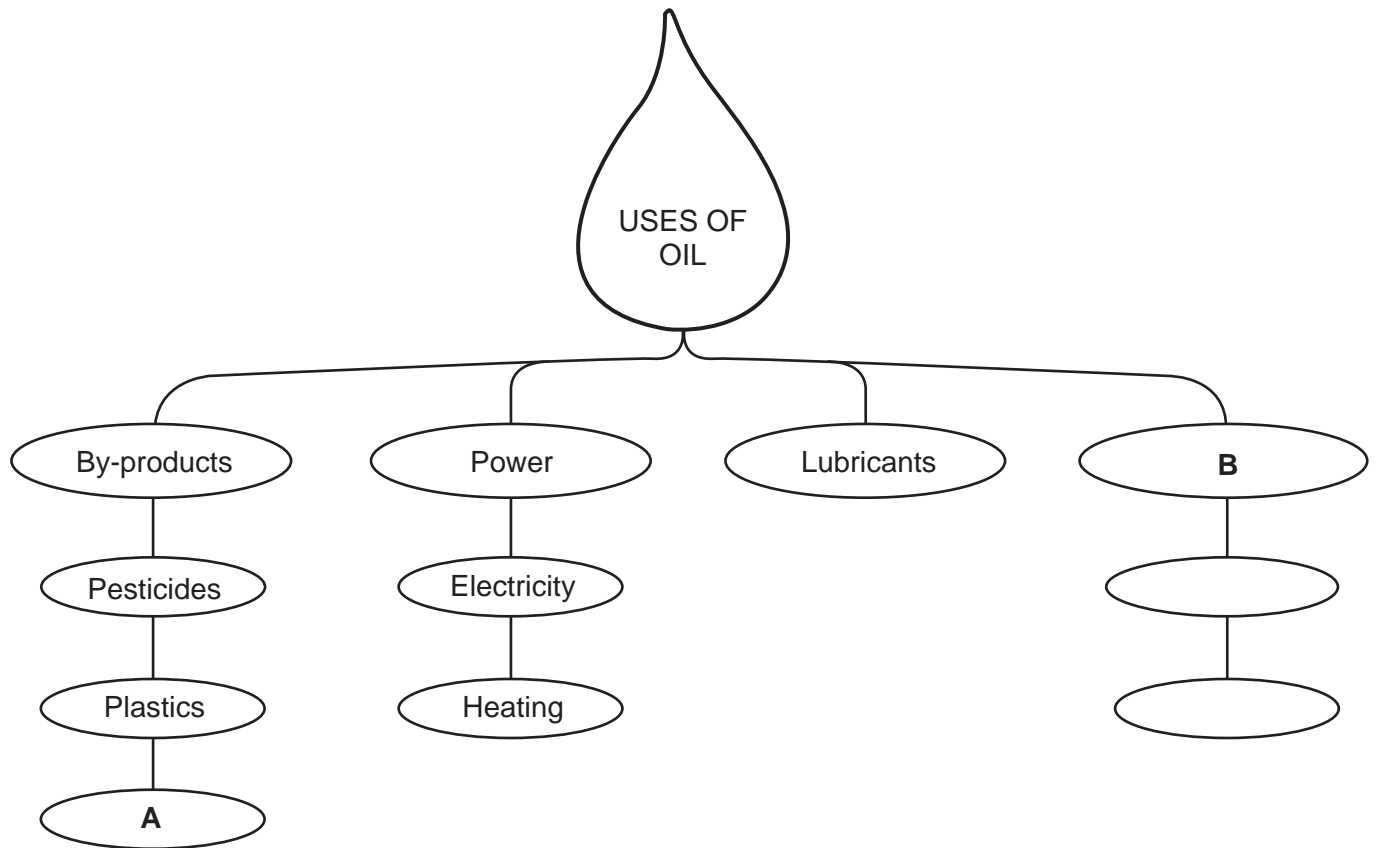 USES OF
OIL
By-products
Power
Lubricants
B
Pesticides
Electricity
Plastics
Heating
A